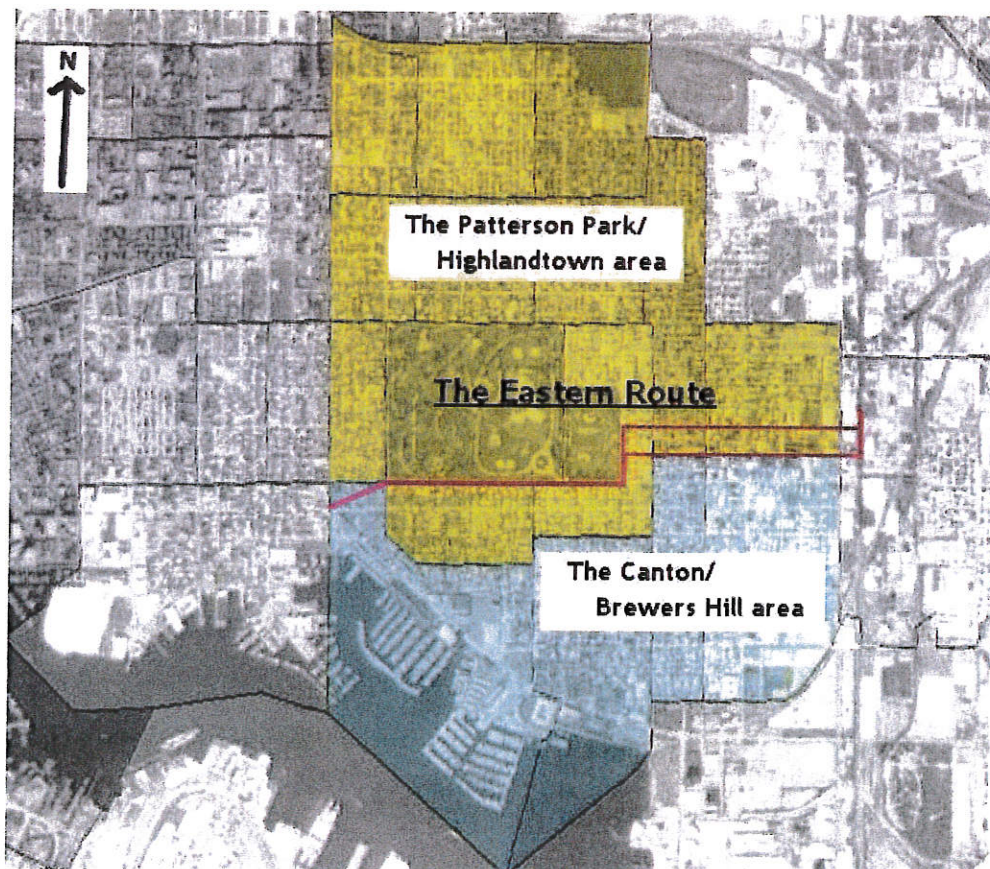 N
The Patterson Park/
Highlandtown area
The Eastern Route
The Canton/
Brewers Hill area